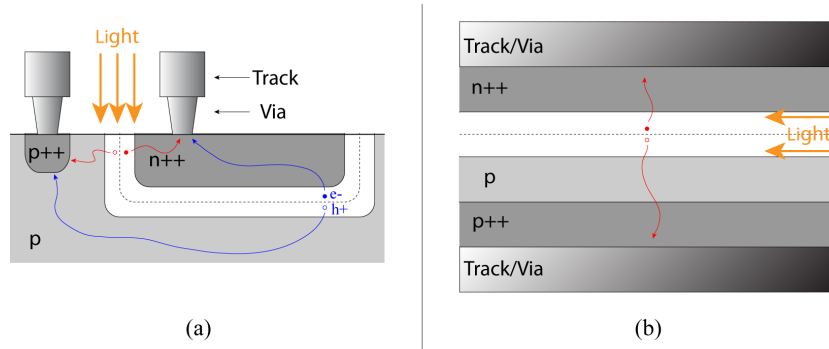 Light
Track
Via
p++
n++
e-
h+
p
(a)
Track/Via
n++
Light
p
p++
Track/Via
(b)